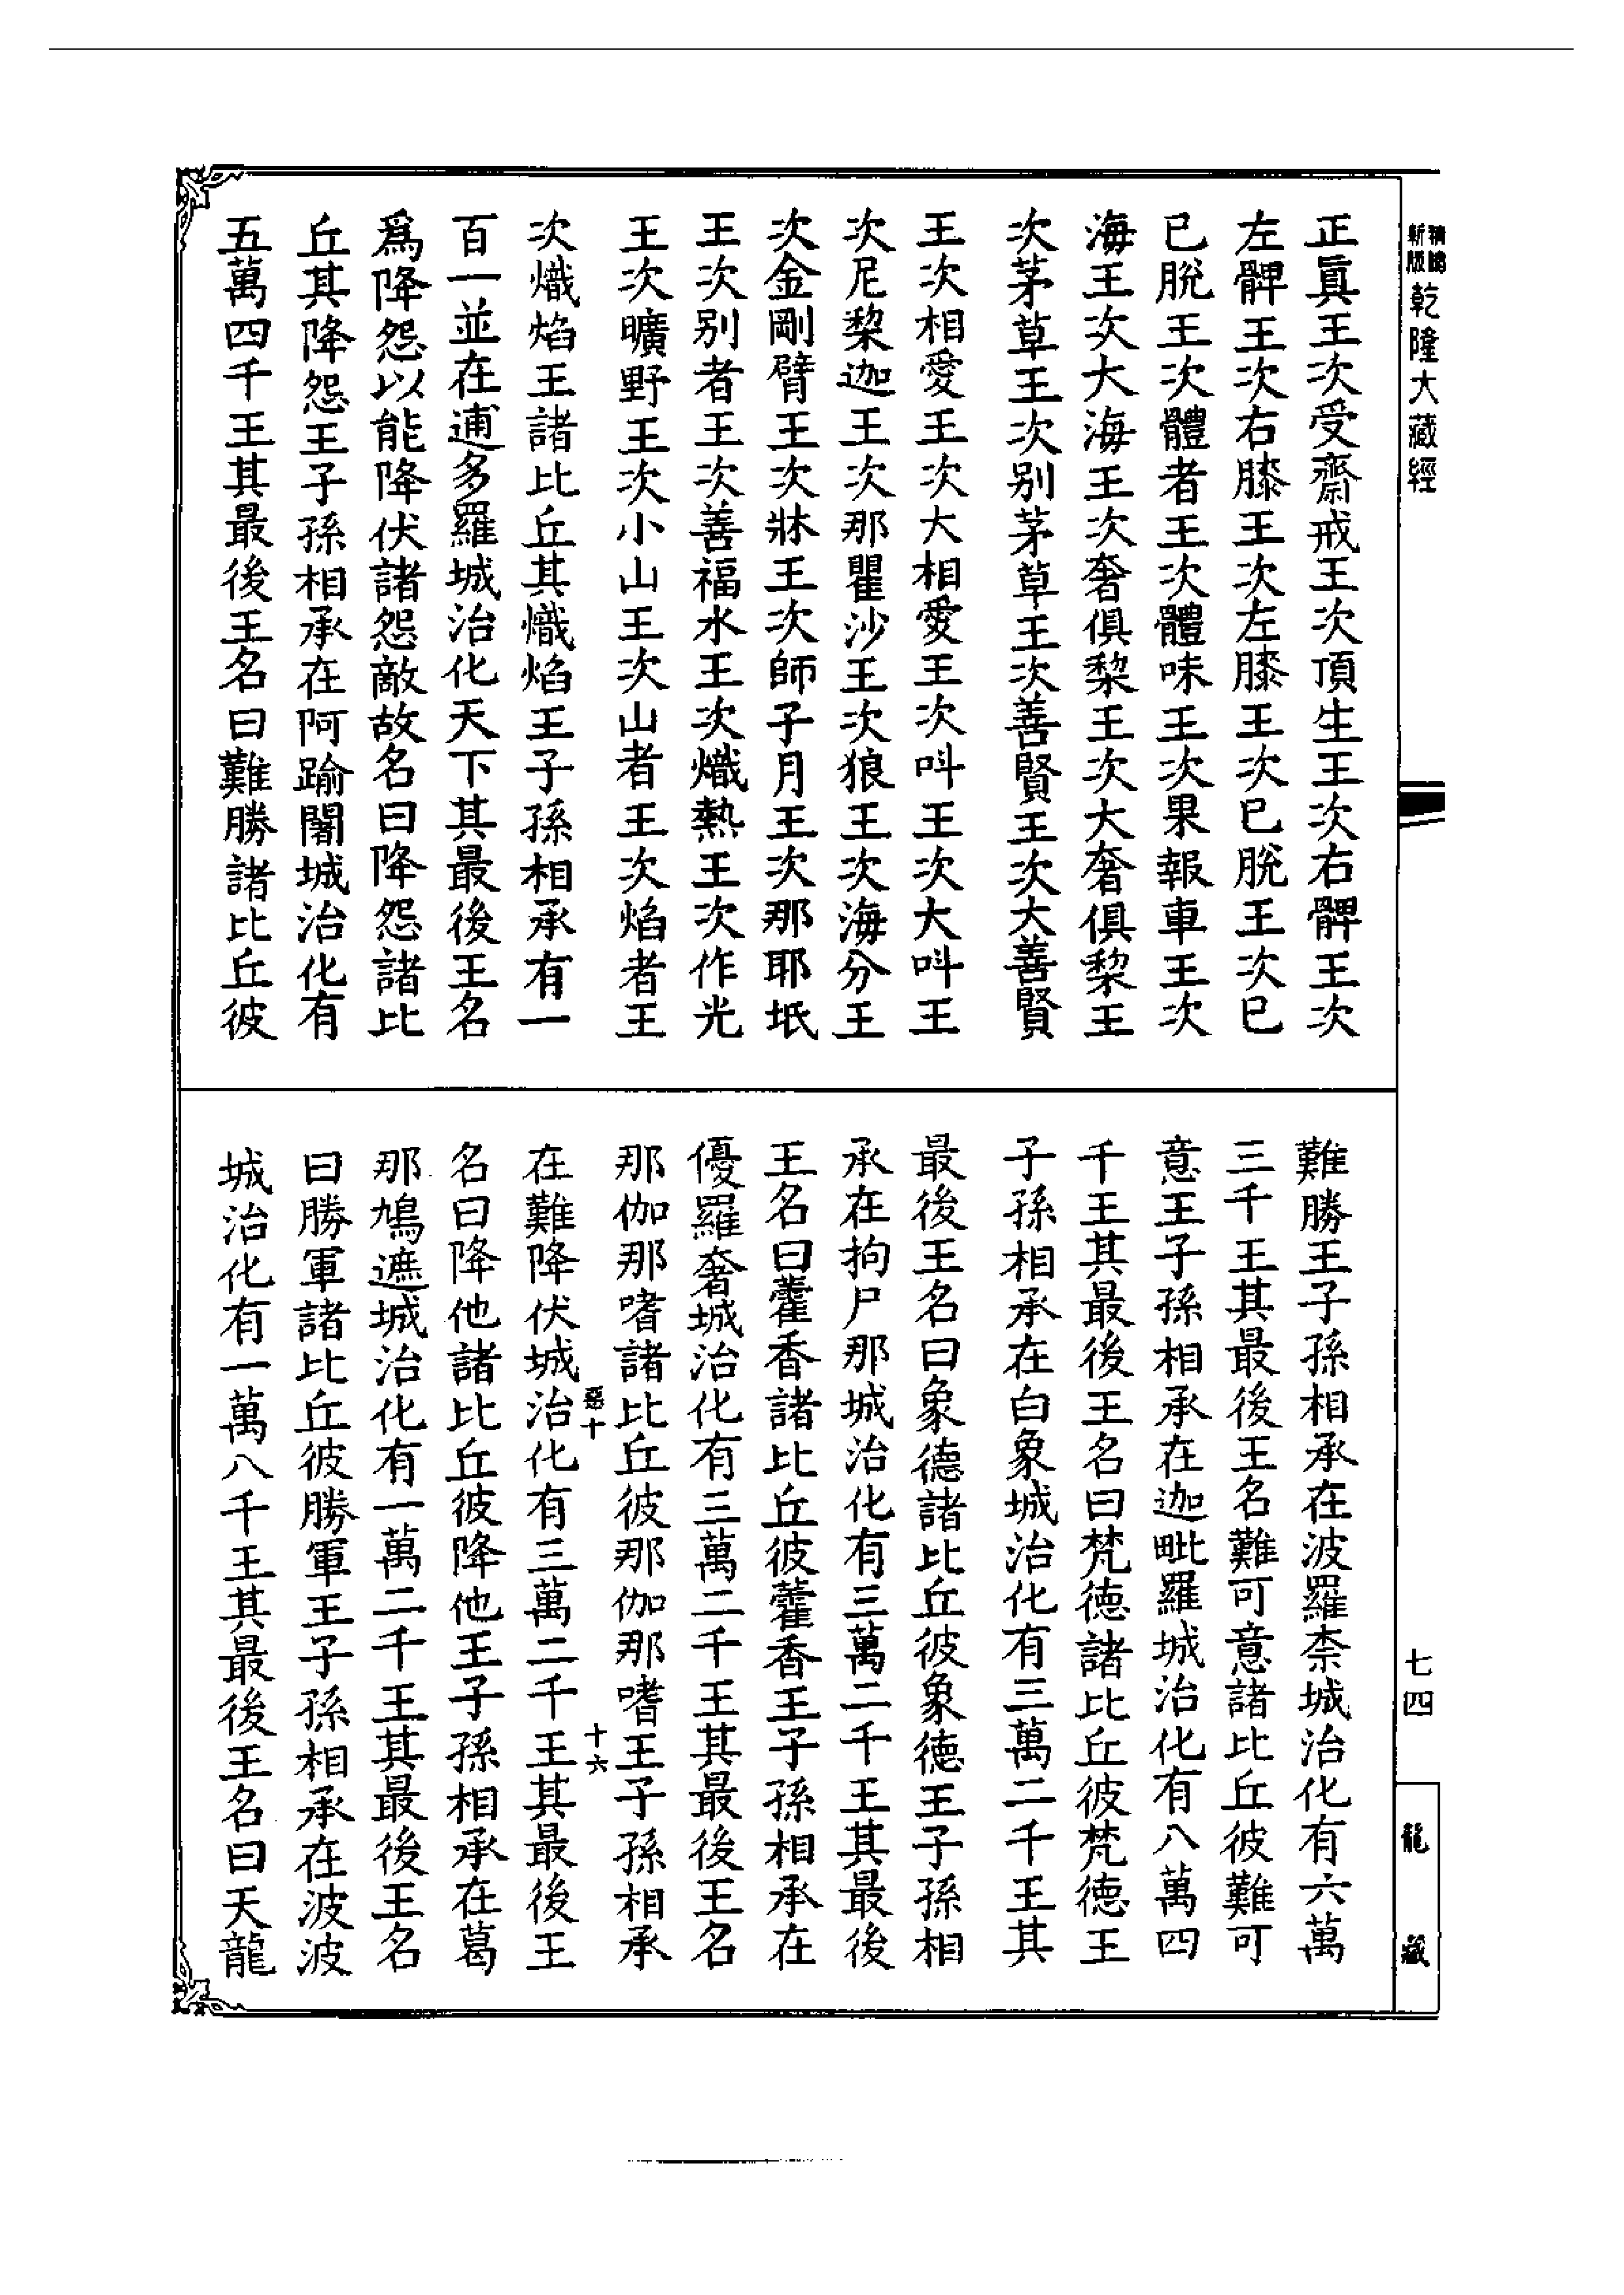 精鵰新版乾隆大藏經
正眞王次受齋戒王次頂生王次右髀王次
左髀王次右膝王次左膝王次已脫王次已
已脫王次體者王次體味王次果報車王次
海王次大海王次奢俱犂王次大奢俱犂王
次茅草王次别茅草王次善賢王次大善賢
王次相愛王次大相愛王次叫王次大叫王
次尼犂迦王次那瞿沙王次狼王次海分王
次金剛臂王次牀王次師子月王次那耶坻
王次别者王次善福水王次熾熱王次作光
王次曠野王次小山王次山者王次焰者王
次熾焰王諸比丘其熾焰王子孫相承有一
百一並在逋多羅城治化天下其最後王名
爲降怨以能降伏諸怨敵故名曰降怨諸比
丘其降怨王子孫相承在阿踰闍城治化有
五萬四千王其最後王名曰難勝諸比丘彼
難勝王子孫相承在波羅柰城治化有六萬
三千王其最後王名難可意諸比丘彼難可
意王子孫相承在迦毗羅城治化有八萬四
千王其最後王名曰梵德諸比丘彼梵德王
子孫相承在白象城治化有三萬二千王其
最後王名曰象德諸比丘彼象德王子孫相
承在拘尸那城治化有三萬二千王其最後
王名曰藿香諸比丘彼藿香王子孫相承在
優羅奢城治化有三萬二千王其最後王名
那伽那嗜諸比丘彼那伽那嗜王子孫相承
惡十 十六
在難降伏城治化有三萬二千王其最後王
名曰降他諸比丘彼降他王子孫相承在葛
那鳩遮城治化有一萬二千王其最後王名
曰勝軍諸比丘彼勝軍王子孫相承在波波
城治化有一萬八千王其最後王名曰天龍
七四
龍藏